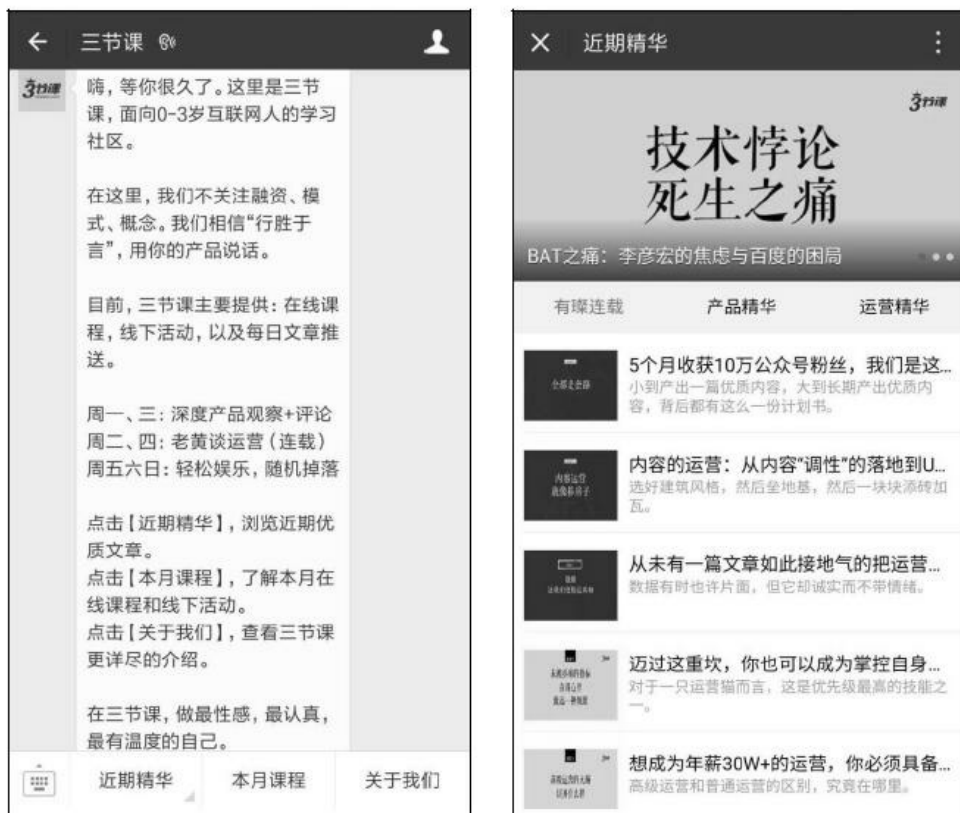 三节课
三节课
嗨，等你很久了。这里是三节
课，面向0-3岁互联网人的学习
社区。
在这里，我们不关注融资、模
式、概念。我们相信“行胜于
言”，用你的产品说话。
目前，三节课主要提供：在线课
程，线下活动，以及每日文章推
送。
周一、三：深度产品观察+评论
周二、四：老黄谈运营（连载）
周五六日：轻松娱乐，随机掉落
点击【近期精华】，浏览近期优
质文章。
点击【本月课程】，了解本月在
线课程和线下活动。
点击【关于我们】，查看三节课
更详尽的介绍。
在三节课，做最性感，最认真，
最有温度的自己。
近期精华
本月课程
关于我们
近期精华
3节课
技术悖论
死生之痛
BAT之痛：李彦宏的焦虑与百度的困局
有璨连载
产品精华
运营精华
全都是套路
5个月收获10万公众号粉丝，我们是这...
小到产出一篇优质内容，大到长期产出优质内
容，背后都有这么一份计划书。
内容运营
就像移房子
内容的运营：从内容“调性”的落地到U...
选好建筑风格，然后垒地基，然后一块块添砖加
瓦。
从未有一篇文章如此接地气的把运营...
数据有时也许片面，但它却诚实而不带情绪。
迈过这重坎，你也可以成为掌控自身...
对于一只运营猫而言，这是优先级最高的技能之
一。
想成为年薪30W+的运营，你必须具备...
高级运营和普通运营的区别，究竟在哪里。